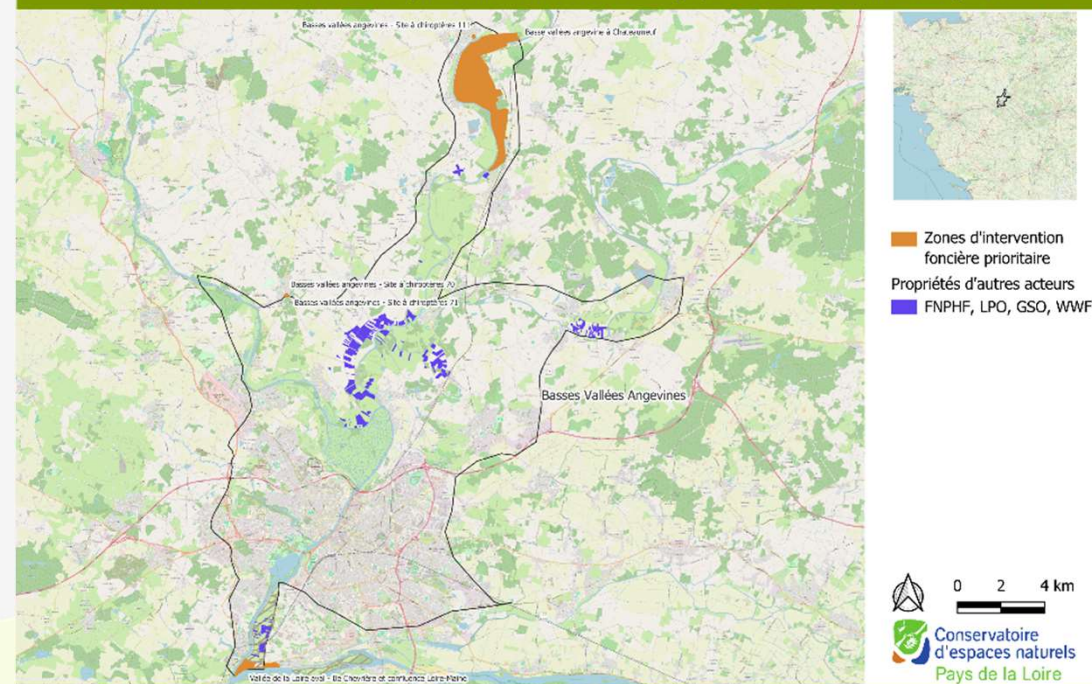 Basses vallées angevines - Site à chiroptères 11
Basse vallées angevine à Chateauneuf
Basses vallées angevines - Site à chiroptères 70
Basses vallées angevines - Site à chiroptères 71
Basses Vallées Angevines
Vallée de la Loire aval - Ile Chevrière et confluence Loire-Maine
Zones d'intervention
foncière prioritaire
Propriétés d'autres acteurs
FNPHF, LPO, GSO, WWF
0 2 4 km
Conservatoire
d'espaces naturels
Pays de la Loire